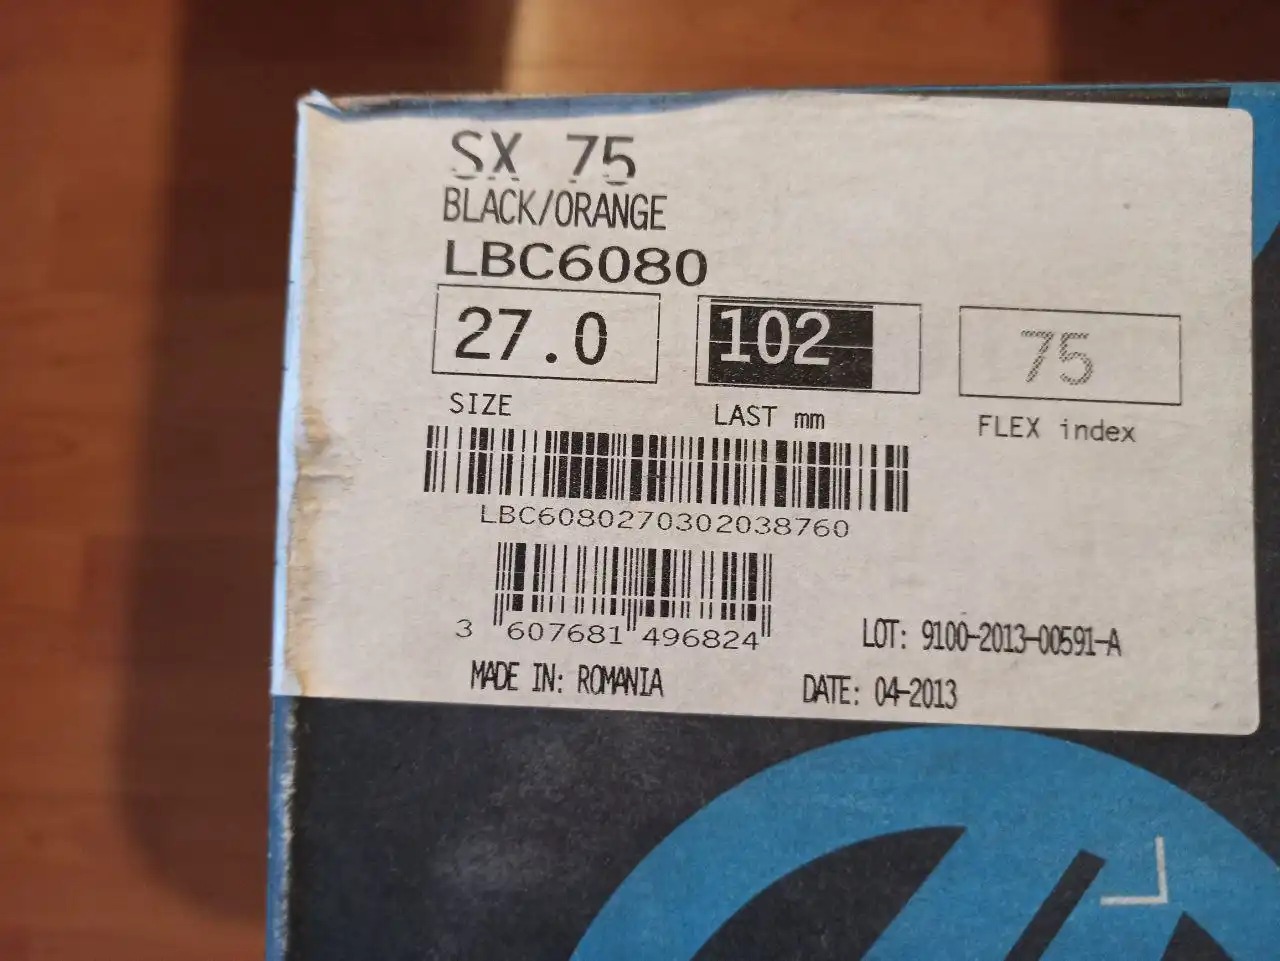 SX 75
BLACK/ORANGE
LBC6080
27.0 102 75
SIZE LAST mm FLEX index
LBC6080270302038760
3 607681 496824
LOT: 9100-2013-00591-A
MADE IN: ROMANIA DATE: 04-2013